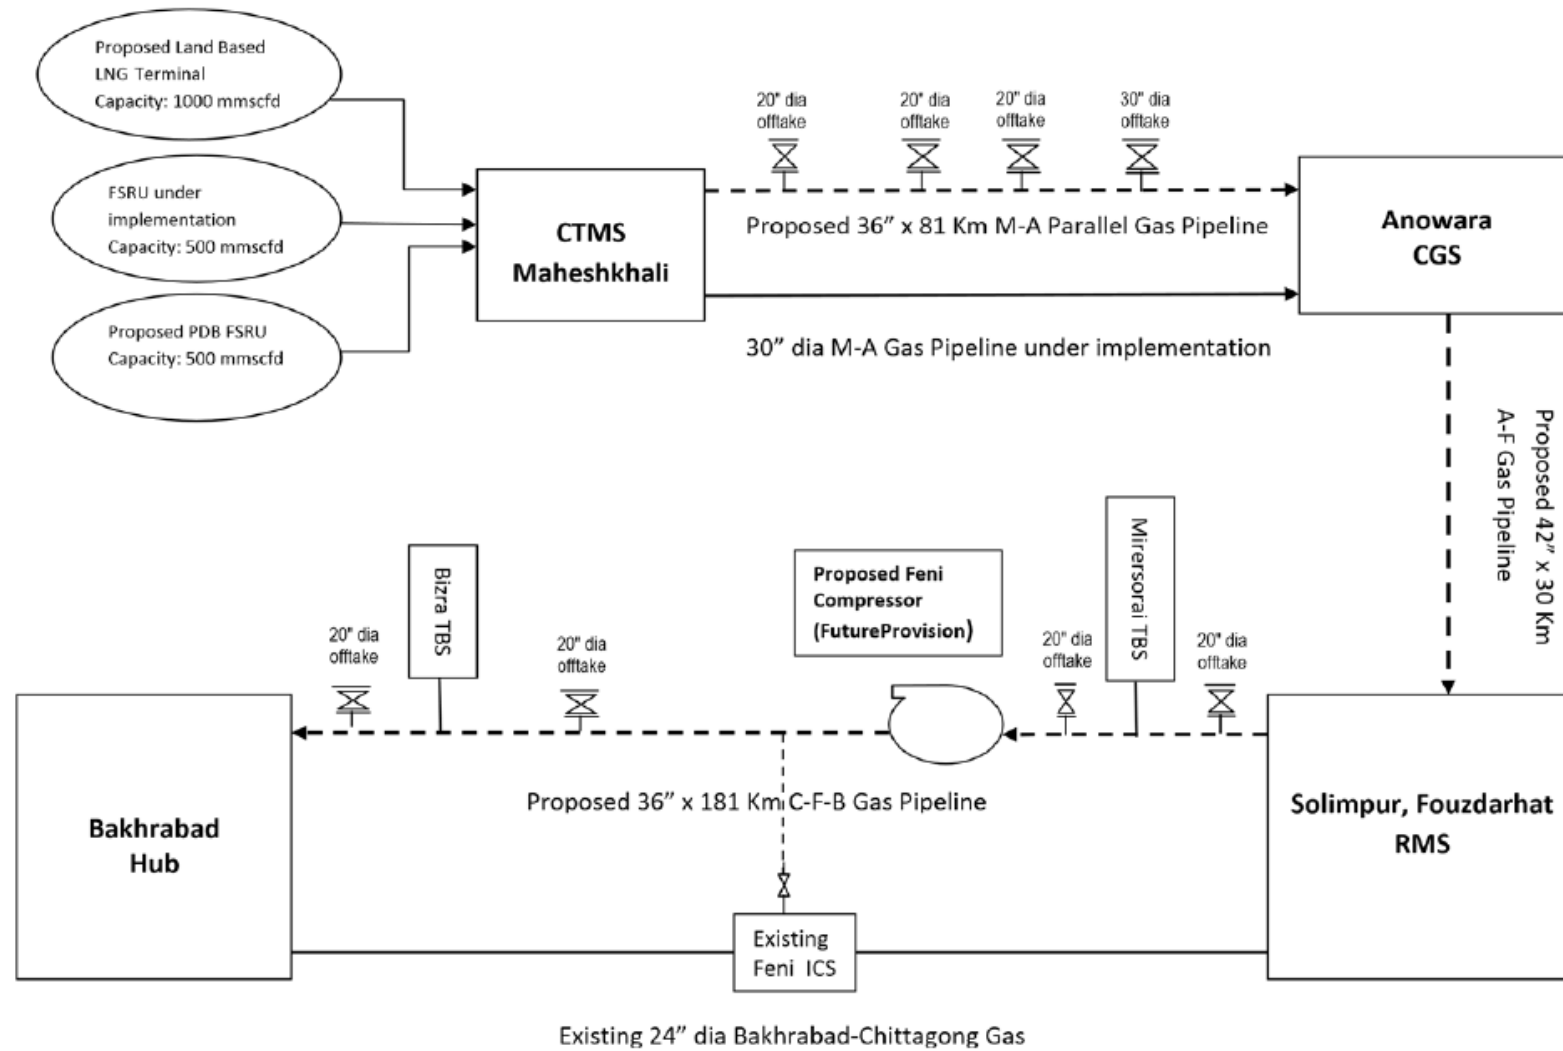 Proposed Land Based
LNG Terminal
Capacity: 1000 mmscfd
FSRU under
implementation
Capacity: 500 mmscfd
Proposed PDB FSRU
Capacity: 500 mmscfd
CTMS
Maheshkhali
20" dia
offtake
20" dia
offtake
20" dia
offtake
30" dia
offtake
Proposed 36” x 81 Km M-A Parallel Gas Pipeline
30” dia M-A Gas Pipeline under implementation
Anowara
CGS
Proposed 42” x 30 Km
A-F Gas Pipeline
20" dia
offtake
Bizra TBS
20" dia
offtake
Proposed Feni
Compressor
(FutureProvision)
20" dia
offtake
Mirersorai TBS
20" dia
offtake
Bakhrabad
Hub
Proposed 36” x 181 Km C-F-B Gas Pipeline
Solimpur, Fouzdarhat
RMS
Existing
Feni ICS
Existing 24” dia Bakhrabad-Chittagong Gas